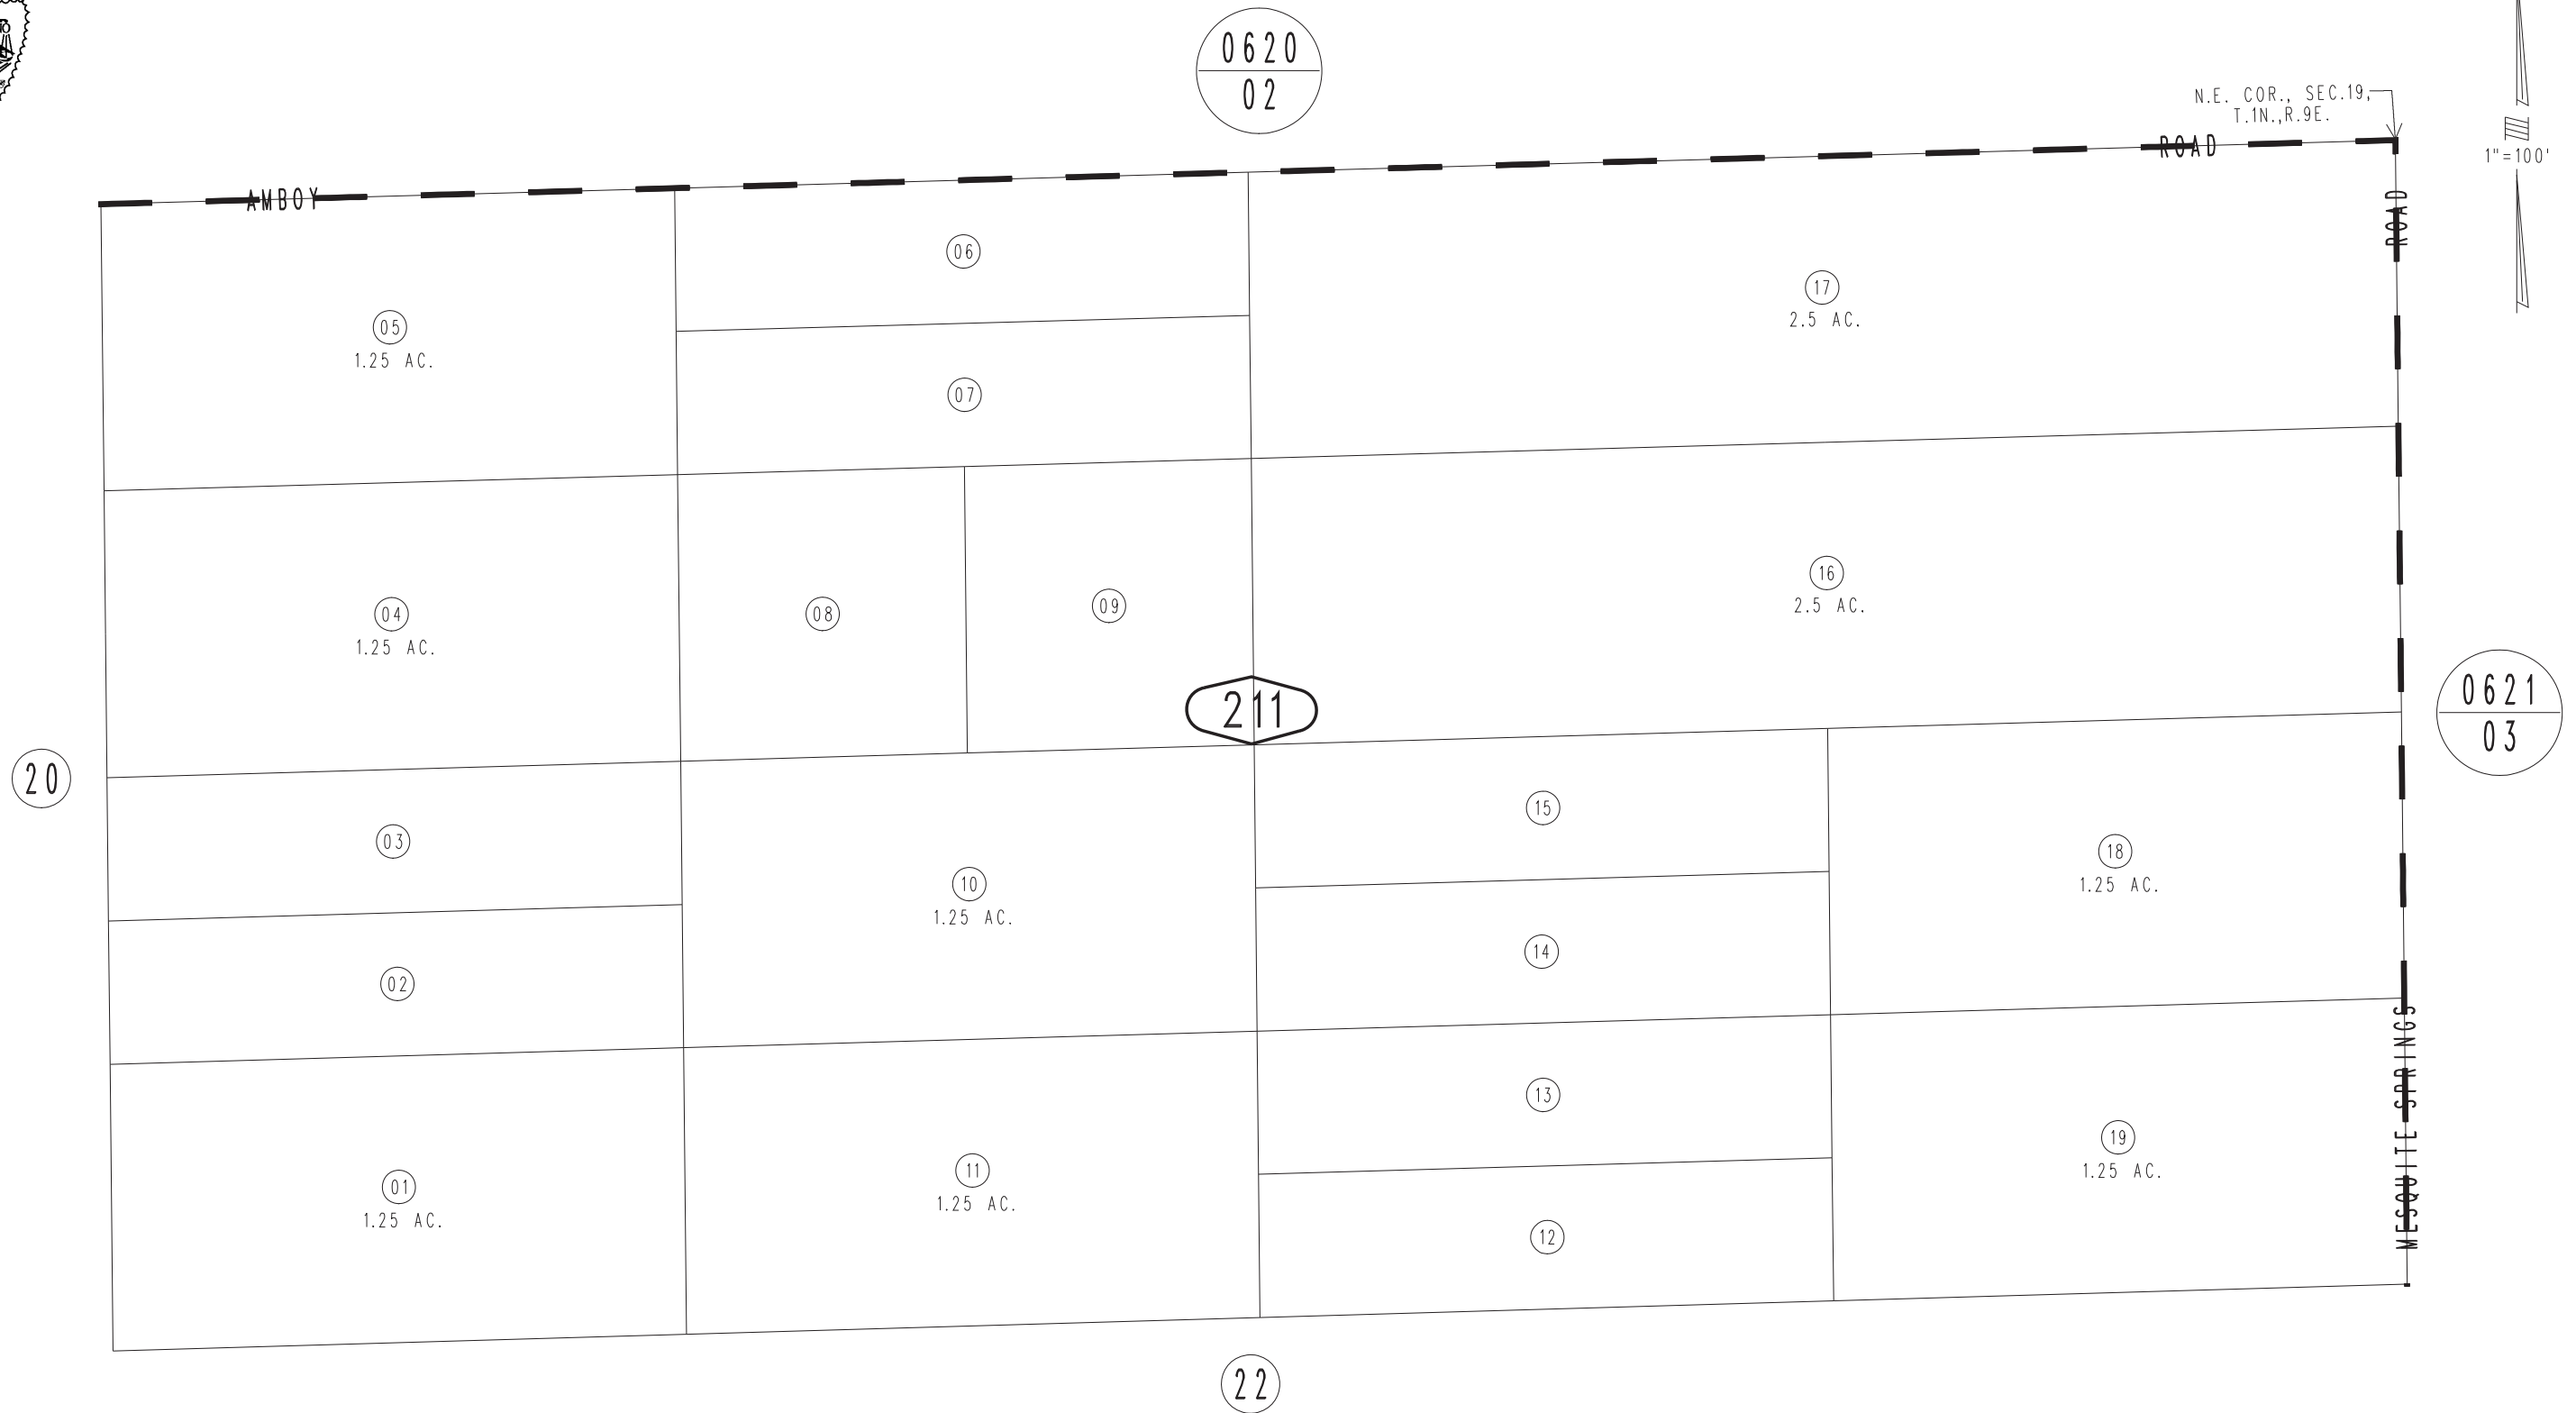 0620
02
N.E. COR., SEC.19,
T.1N.,R.9E.
1"=100'
AMBOY
ROAD
ROAD
06
17
2.5 AC.
05
1.25 AC.
07
16
2.5 AC.
04
1.25 AC.
08
09
211
0621
03
20
15
03
18
1.25 AC.
10
1.25 AC.
14
02
MESQUITE SPRINGS
13
19
1.25 AC.
11
1.25 AC.
01
1.25 AC.
12
22